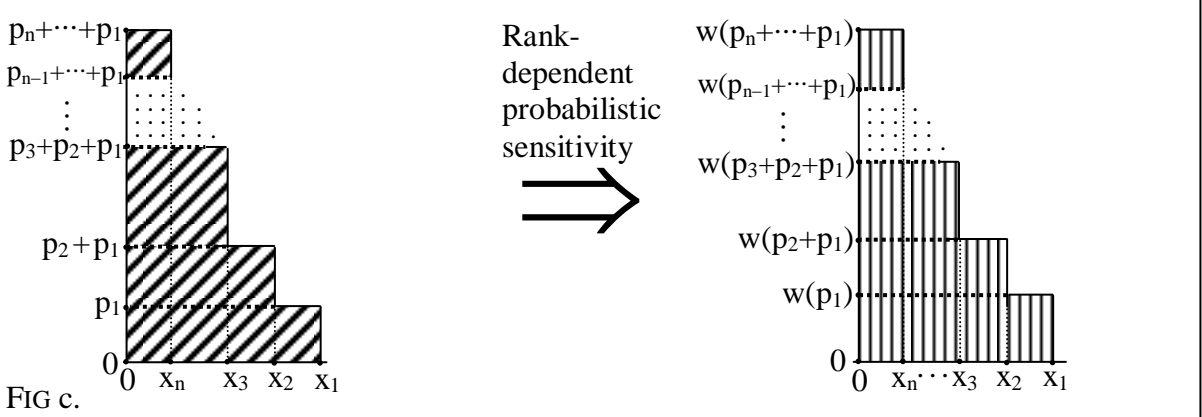 pₙ+⋯+p₁
pₙ₋₁+⋯+p₁
⋮
p₃+p₂+p₁
p₂+p₁
p₁
0
0 xₙ x₃ x₂ x₁
Rank-
dependent
probabilistic
sensitivity
w(pₙ+⋯+p₁)
w(pₙ₋₁+⋯+p₁)
⋮
w(p₃+p₂+p₁)
w(p₂+p₁)
w(p₁)
0
0 xₙ⋯x₃ x₂ x₁
FIG c.